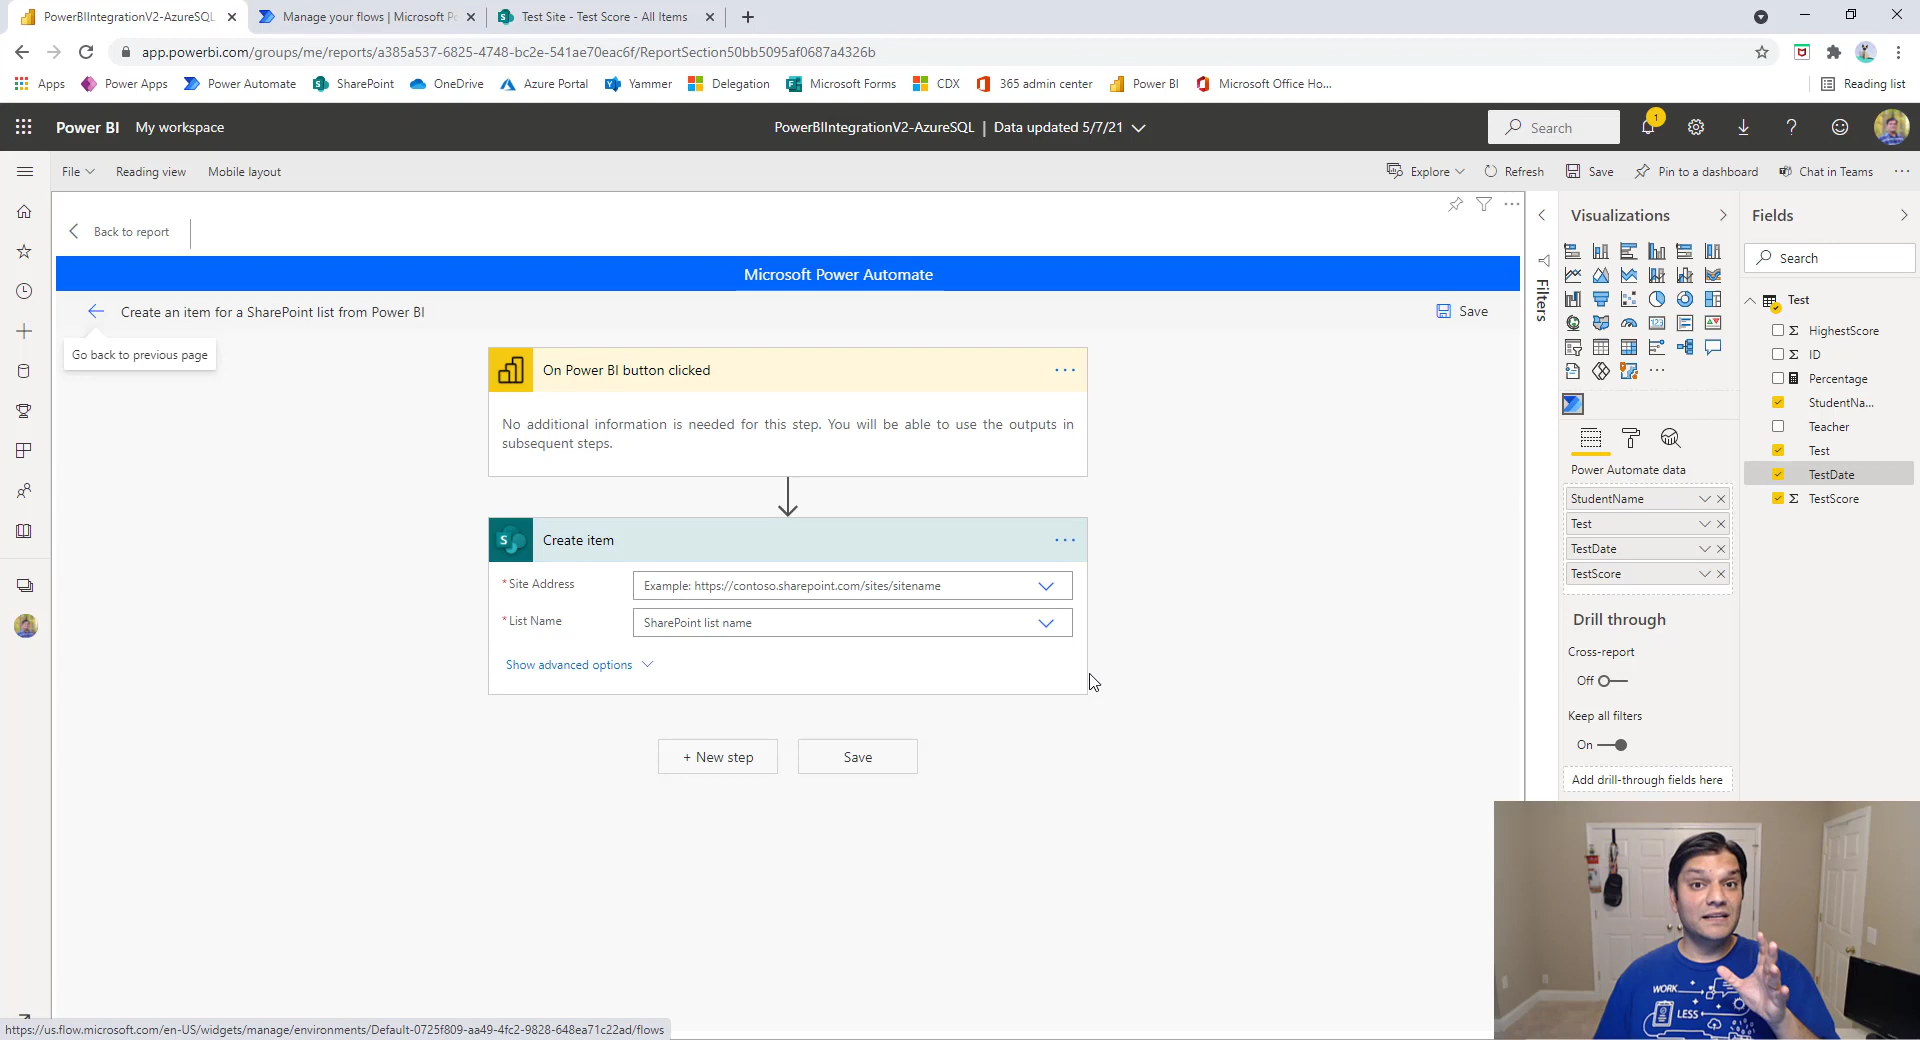 PowerBIIntegrationV2-AzureSQL
Manage your flows | Microsoft Po
Test Site - Test Score - All Items
app.powerbi.com/groups/me/reports/a385a537-6825-4748-bc2e-541ae70eac6f/ReportSection50bb5095af0687a4326b
Apps
Power Apps
Power Automate
SharePoint
OneDrive
Azure Portal
Yammer
Delegation
Microsoft Forms
CDX
365 admin center
Power BI
Microsoft Office Ho...
Reading list
Power BI My workspace
PowerBIIntegrationV2-AzureSQL | Data updated 5/7/21
Search
1
File
Reading view
Mobile layout
Explore
Refresh
Save
Pin to a dashboard
Chat in Teams
Back to report
Microsoft Power Automate
Create an item for a SharePoint list from Power BI
Save
Go back to previous page
On Power BI button clicked
No additional information is needed for this step. You will be able to use the outputs in
subsequent steps.
Create item
* Site Address
Example: https://contoso.sharepoint.com/sites/sitename
* List Name
SharePoint list name
Show advanced options
+ New step
Save
Filters
Visualizations
Power Automate data
StudentName
Test
TestDate
TestScore
Drill through
Cross-report
Off
Keep all filters
On
Add drill-through fields here
Fields
Search
Test
HighestScore
ID
Percentage
StudentNa...
Teacher
Test
TestDate
TestScore
WORK
LESS
https://us.flow.microsoft.com/en-US/widgets/manage/environments/Default-0725f809-aa49-4fc2-9828-648ea71c22ad/flows